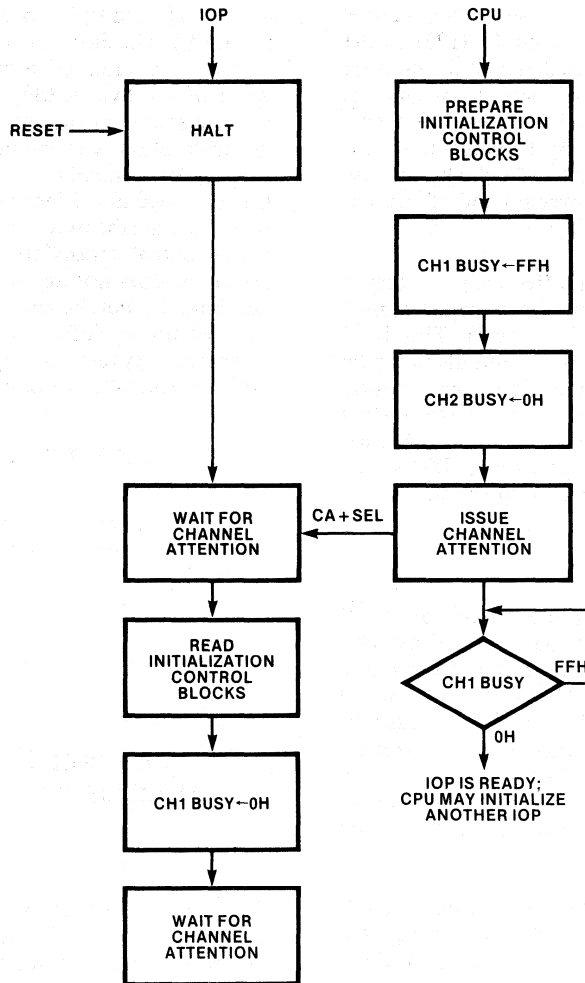 IOP
RESET
HALT
WAIT FOR
CHANNEL
ATTENTION
READ
INITIALIZATION
CONTROL
BLOCKS
CH1 BUSY←0H
WAIT FOR
CHANNEL
ATTENTION
CPU
PREPARE
INITIALIZATION
CONTROL
BLOCKS
CH1 BUSY←FFH
CH2 BUSY←0H
CA + SEL
ISSUE
CHANNEL
ATTENTION
CH1 BUSY
FFH
0H
IOP IS READY;
CPU MAY INITIALIZE
ANOTHER IOP